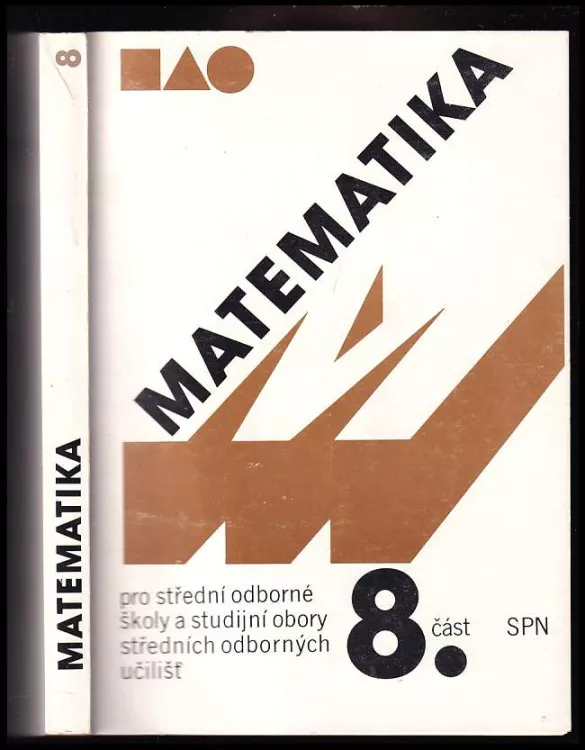 8
MATEMATIKA
MATEMATIKA
pro střední odborné
školy a studijní obory
středních odborných
učilišť
8. část
SPN